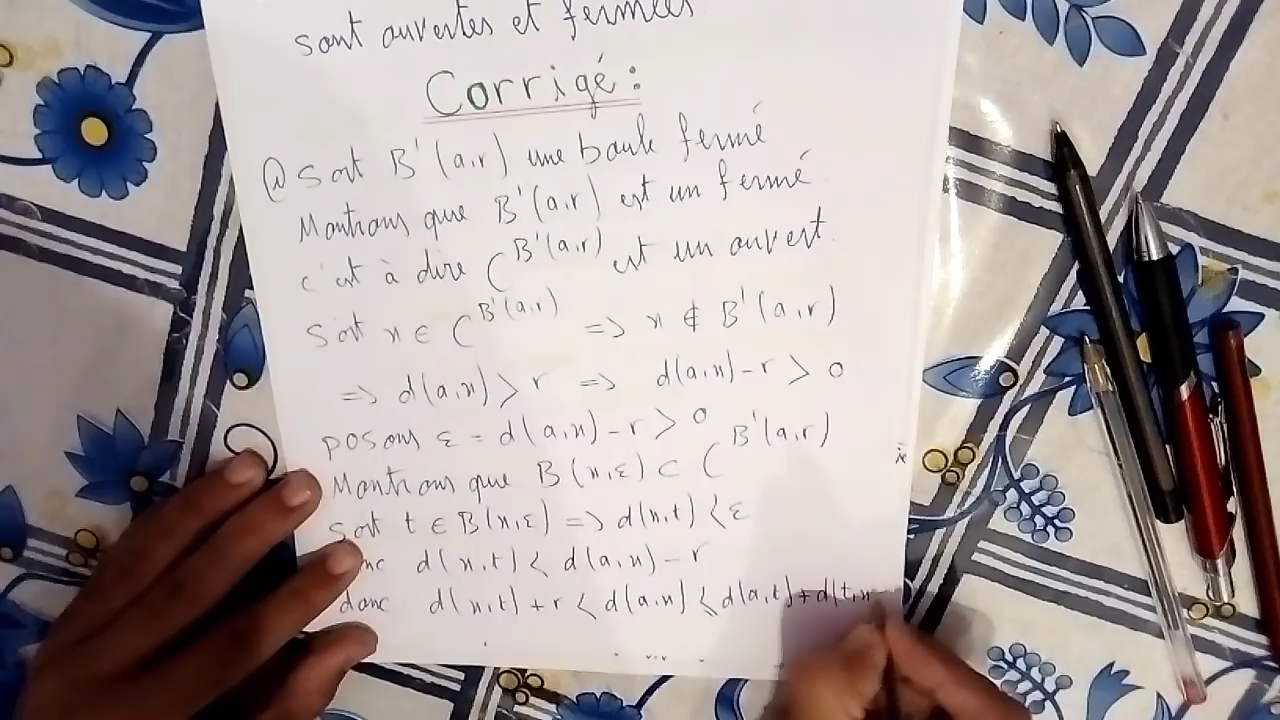 sont ouvertes et fermées
Corrigé:
@ Soit B'(a,r) une boule fermé
Montrons que B'(a,r) est un fermé.
c'est à dire C^B'(a,r) est un ouvert.
Soit x ∈ C^B'(a,r) => x ∉ B'(a,r)
=> d(a,x) > r => d(a,x) - r > 0
posons ε = d(a,x) - r > 0
Montrons que B(x,ε) ⊂ C^B'(a,r)
Soit t ∈ B(x,ε) => d(x,t) < ε
nc d(x,t) < d(a,x) - r
donc d(x,t) + r < d(a,x) ≤ d(a,t) + d(t,x